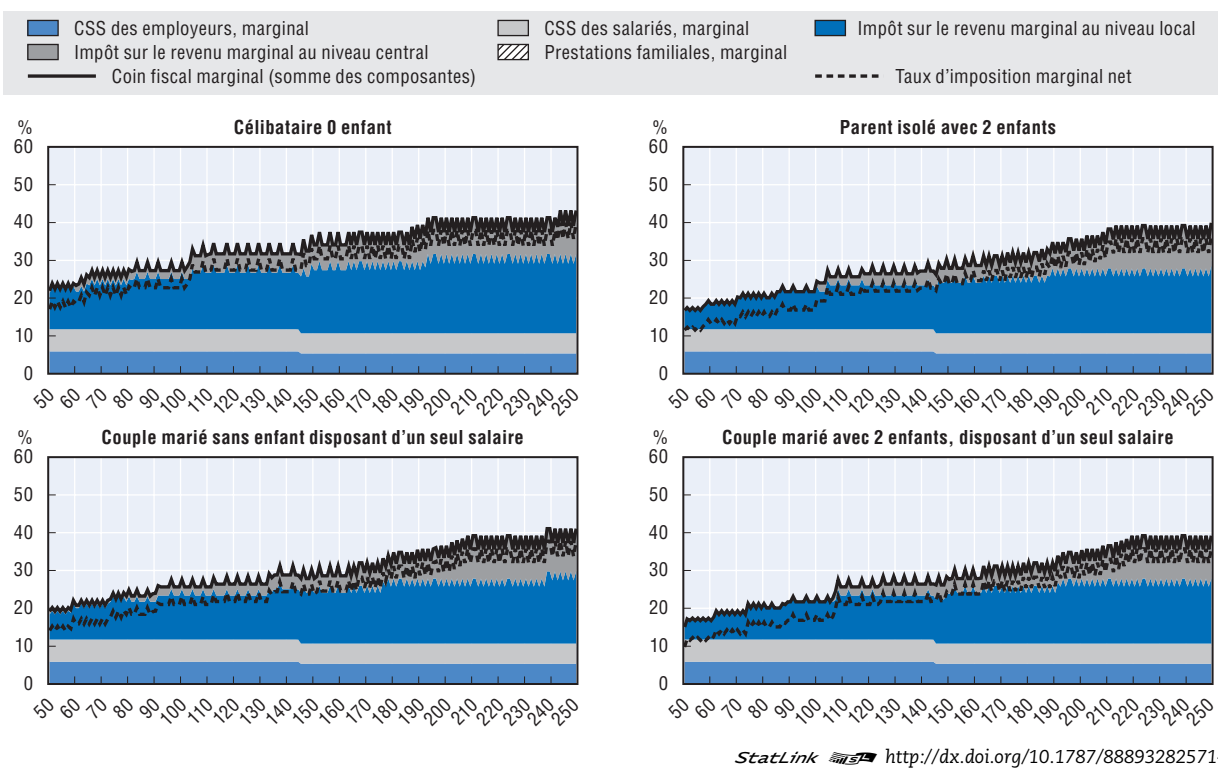 CSS des employeurs, marginal CSS des salariés, marginal Impôt sur le revenu marginal au niveau local
Impôt sur le revenu marginal au niveau central Prestations familiales, marginal
Coin fiscal marginal (somme des composantes) Taux d'imposition marginal net
% Célibataire 0 enfant
60
50
40
30
20
10
0
50 60 70 80 90 100 110 120 130 140 150 160 170 180 190 200 210 220 230 240 250
% Parent isolé avec 2 enfants
60
50
40
30
20
10
0
50 60 70 80 90 100 110 120 130 140 150 160 170 180 190 200 210 220 230 240 250
% Couple marié sans enfant disposant d'un seul salaire
60
50
40
30
20
10
0
50 60 70 80 90 100 110 120 130 140 150 160 170 180 190 200 210 220 230 240 250
% Couple marié avec 2 enfants, disposant d'un seul salaire
60
50
40
30
20
10
0
50 60 70 80 90 100 110 120 130 140 150 160 170 180 190 200 210 220 230 240 250
StatLink http://dx.doi.org/10.1787/88893282571